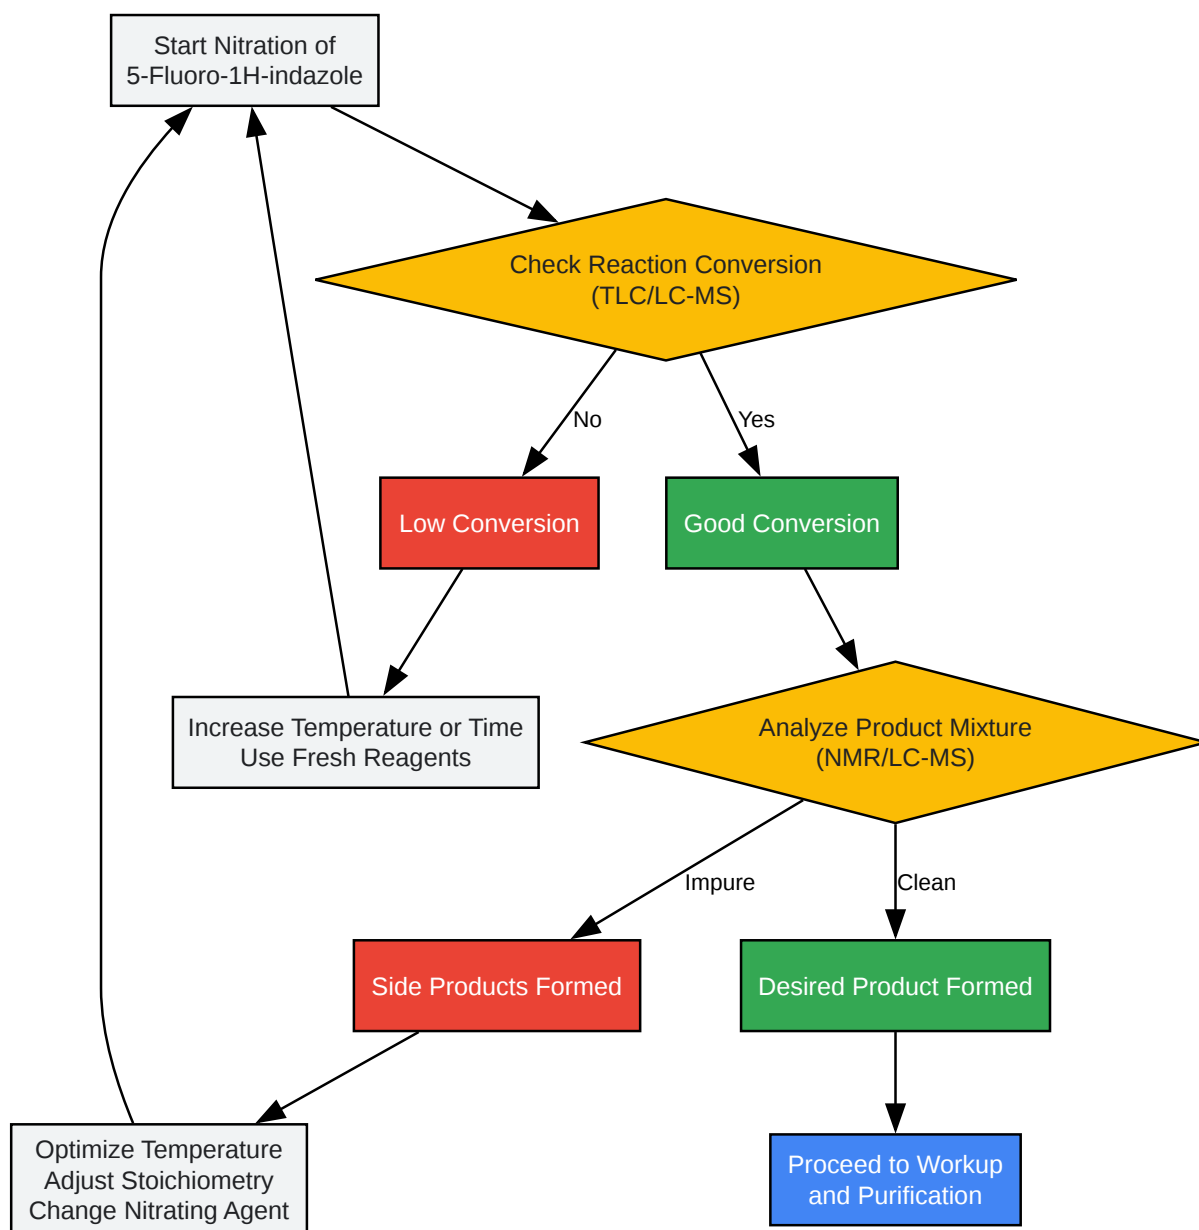 Start Nitration of
5-Fluoro-1H-indazole
Check Reaction Conversion
(TLC/LC-MS)
No
Yes
Low Conversion
Good Conversion
Increase Temperature or Time
Use Fresh Reagents
Analyze Product Mixture
(NMR/LC-MS)
Impure
Clean
Side Products Formed
Desired Product Formed
Optimize Temperature
Adjust Stoichiometry
Change Nitrating Agent
Proceed to Workup
and Purification